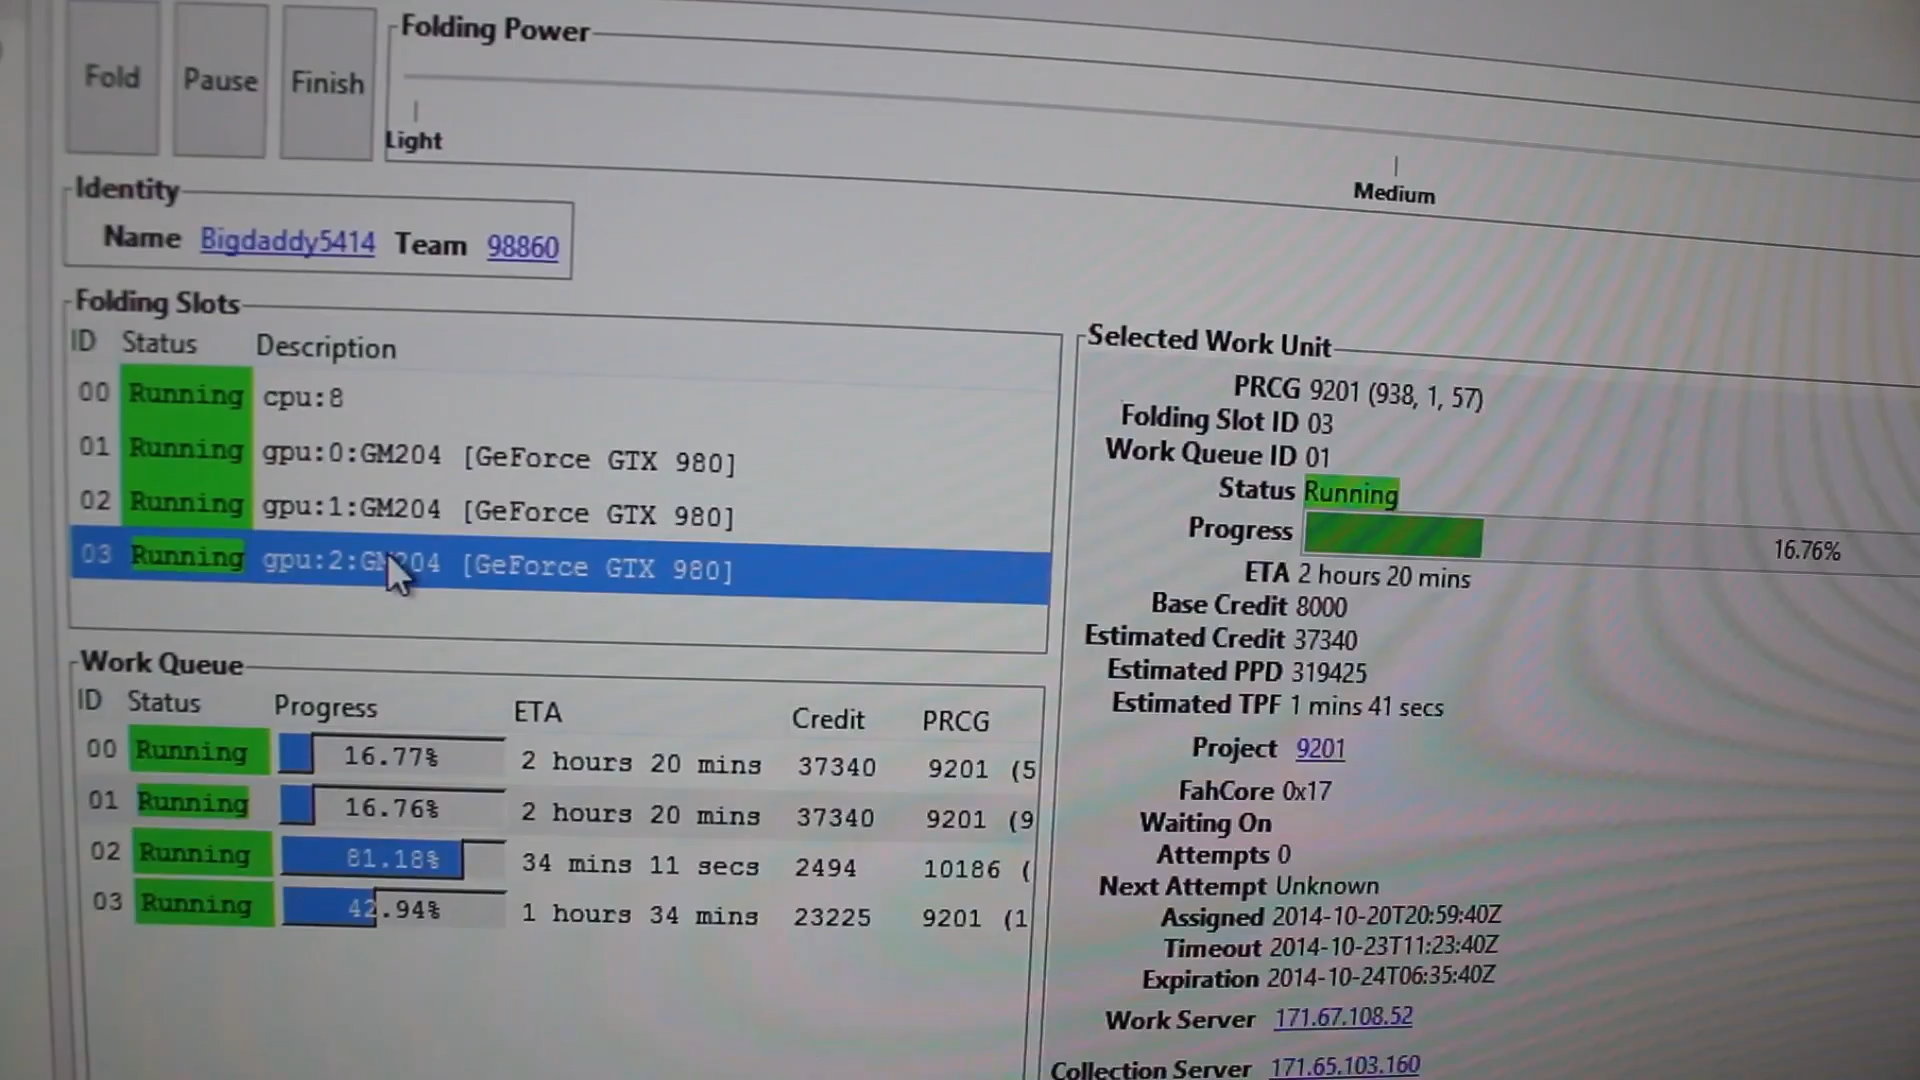 Fold Pause Finish
Folding Power
Light
Medium
Identity
Name Bigdaddy5414 Team 98860
Folding Slots
ID Status Description
00 Running cpu:8
01 Running gpu:0:GM204 [GeForce GTX 980]
02 Running gpu:1:GM204 [GeForce GTX 980]
03 Running gpu:2:GM204 [GeForce GTX 980]
Work Queue
ID Status Progress ETA Credit PRCG
00 Running 16.77% 2 hours 20 mins 37340 9201 (5
01 Running 16.76% 2 hours 20 mins 37340 9201 (9
02 Running 81.18% 34 mins 11 secs 2494 10186 (
03 Running 42.94% 1 hours 34 mins 23225 9201 (1
Selected Work Unit
PRCG 9201 (938, 1, 57)
Folding Slot ID 03
Work Queue ID 01
Status Running
Progress 16.76%
ETA 2 hours 20 mins
Base Credit 8000
Estimated Credit 37340
Estimated PPD 319425
Estimated TPF 1 mins 41 secs
Project 9201
FahCore 0x17
Waiting On
Attempts 0
Next Attempt Unknown
Assigned 2014-10-20T20:59:40Z
Timeout 2014-10-23T11:23:40Z
Expiration 2014-10-24T06:35:40Z
Work Server 171.67.108.52
Collection Server 171.65.103.160